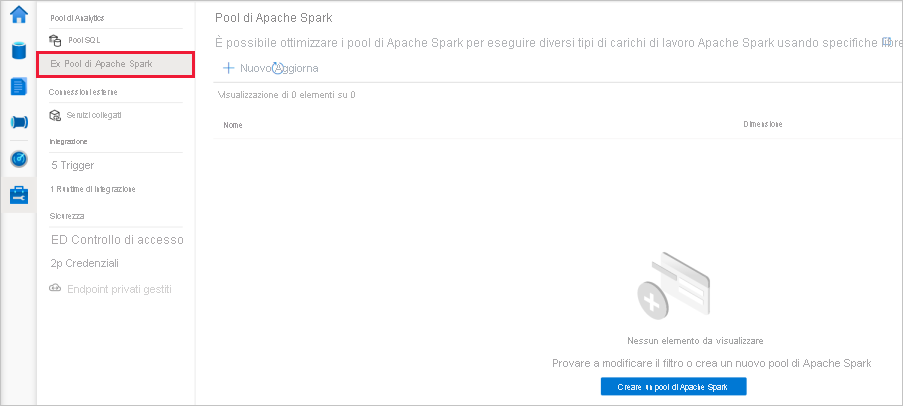 Pool di Analytics
Pool SQL
Ex Pool di Apache Spark
Connessioni esterne
Servizi collegati
Integrazione
5 Trigger
1 Runtime di integrazione
Sicurezza
ED Controllo di accesso
2p Credenziali
Endpoint privati gestiti
Pool di Apache Spark
È possibile ottimizzare i pool di Apache Spark per eseguire diversi tipi di carichi di lavoro Apache Spark usando specifiche
Nuovo Aggiorna
Visualizzazione di 0 elementi su 0
Nome Dimensione
Nessun elemento da visualizzare
Provare a modificare il filtro o crea un nuovo pool di Apache Spark
Creare un pool di Apache Spark